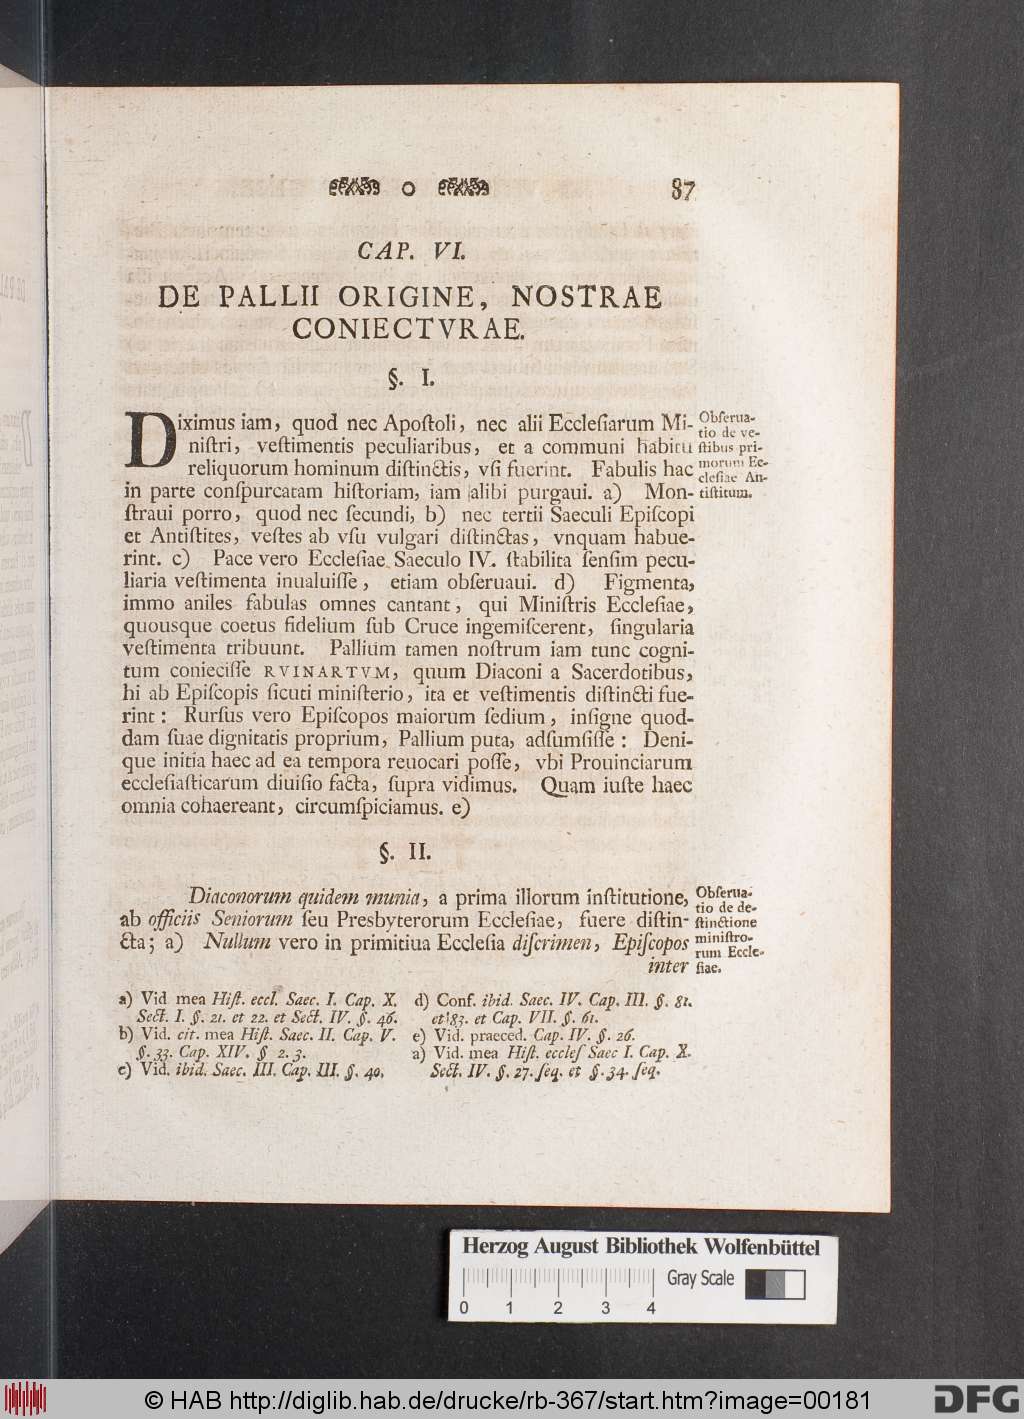 o 87
CAP. VI.
DE PALLII ORIGINE, NOSTRAE
CONIECTVRAE.
§. I.
Diximus iam, quod nec Apoſtoli, nec alii Eccleſiarum Mi-
niſtri, veſtimentis peculiaribus, et a communi habitu
reliquorum hominum diſtinctis, vſi fuerint. Fabulis hac
in parte conſpurcatam hiſtoriam, iam alibi purgaui. a) Mon-
ſtraui porro, quod nec ſecundi, b) nec tertii Saeculi Epiſcopi
et Antiſtites, veſtes ab vſu vulgari diſtinctas, vnquam habue-
rint. c) Pace vero Eccleſiae Saeculo IV. ſtabilita ſenſim pecu-
liaria veſtimenta inualuiſſe, etiam obſeruaui. d) Figmenta,
immo aniles fabulas omnes cantant, qui Miniſtris Eccleſiae,
quousque coetus fidelium ſub Cruce ingemiſcerent, ſingularia
veſtimenta tribuunt. Pallium tamen noſtrum iam tunc cogni-
tum conieciſſe RVINARTVM, quum Diaconi a Sacerdotibus,
hi ab Epiſcopis ſicuti miniſterio, ita et veſtimentis diſtincti fue-
rint: Rurſus vero Epiſcopos maiorum ſedium, inſigne quod-
dam ſuae dignitatis proprium, Pallium puta, adſumſiſſe: Deni-
que initia haec ad ea tempora reuocari poſſe, vbi Prouinciarum
eccleſiaſticarum diuiſio facta, ſupra vidimus. Quam iuſte haec
omnia cohaereant, circumſpiciamus. e)
Obſerua-
tio de ve-
ſtibus pri-
morum Ec-
cleſiae An-
tiſtitum.
§. II.
Diaconorum quidem munia, a prima illorum inſtitutione,
ab officiis Seniorum ſeu Presbyterorum Eccleſiae, fuere diſtin-
cta; a) Nullum vero in primitiua Eccleſia diſcrimen, Epiſcopos
inter
Obſerua-
tio de de-
ſtinctione
miniſtro-
rum Eccle-
ſiae.
a) Vid mea Hiſt. eccl. Saec. I. Cap. X.
Sect. I. §. 21. et 22. et Sect. IV. §. 46.
b) Vid. cit. mea Hiſt. Saec. II. Cap. V.
§. 33. Cap. XIV. § 2. 3.
c) Vid. ibid. Saec. III. Cap. III. §. 40.
d) Conf. ibid. Saec. IV. Cap. III. §. 81.
et 83. et Cap. VII. §. 61.
e) Vid. praeced. Cap. IV. §. 26.
a) Vid. mea Hiſt. eccleſ Saec I. Cap. X.
Sect. IV. §. 27. ſeq. et §. 34. ſeq.
Herzog August Bibliothek Wolfenbüttel
Gray Scale
0 1 2 3 4
© HAB http://diglib.hab.de/drucke/rb-367/start.htm?image=00181
DFG